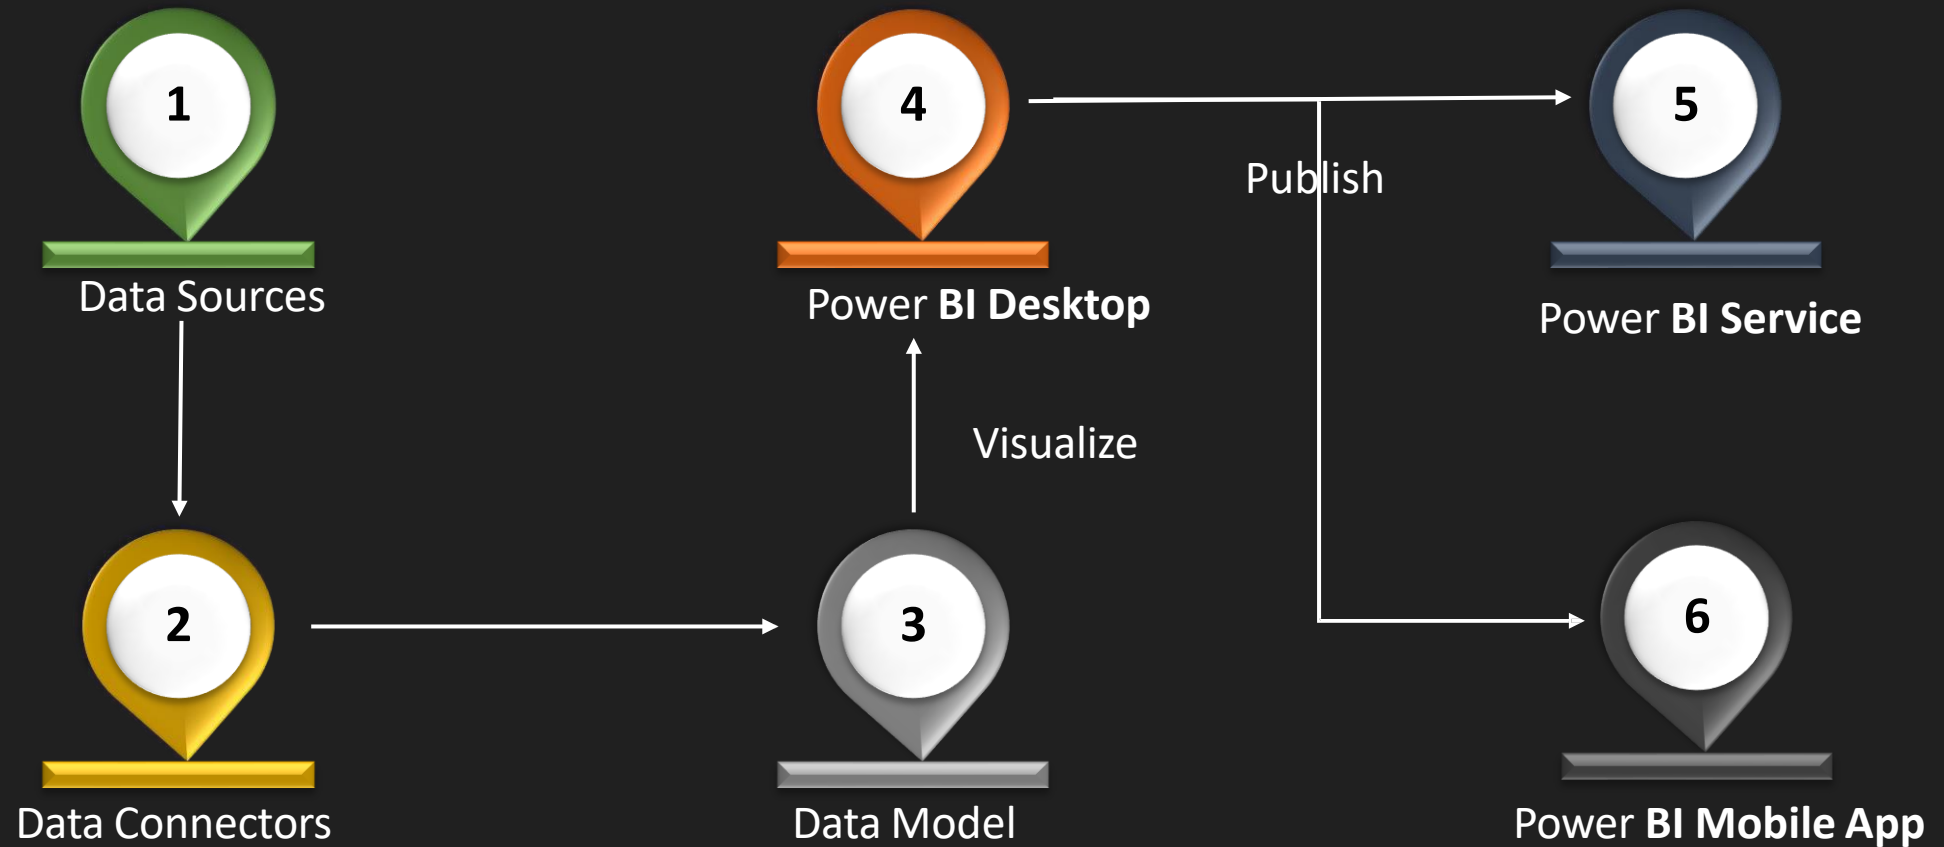 1
Data Sources
2
Data Connectors
3
Data Model
Visualize
4
Power BI Desktop
Publish
5
Power BI Service
6
Power BI Mobile App